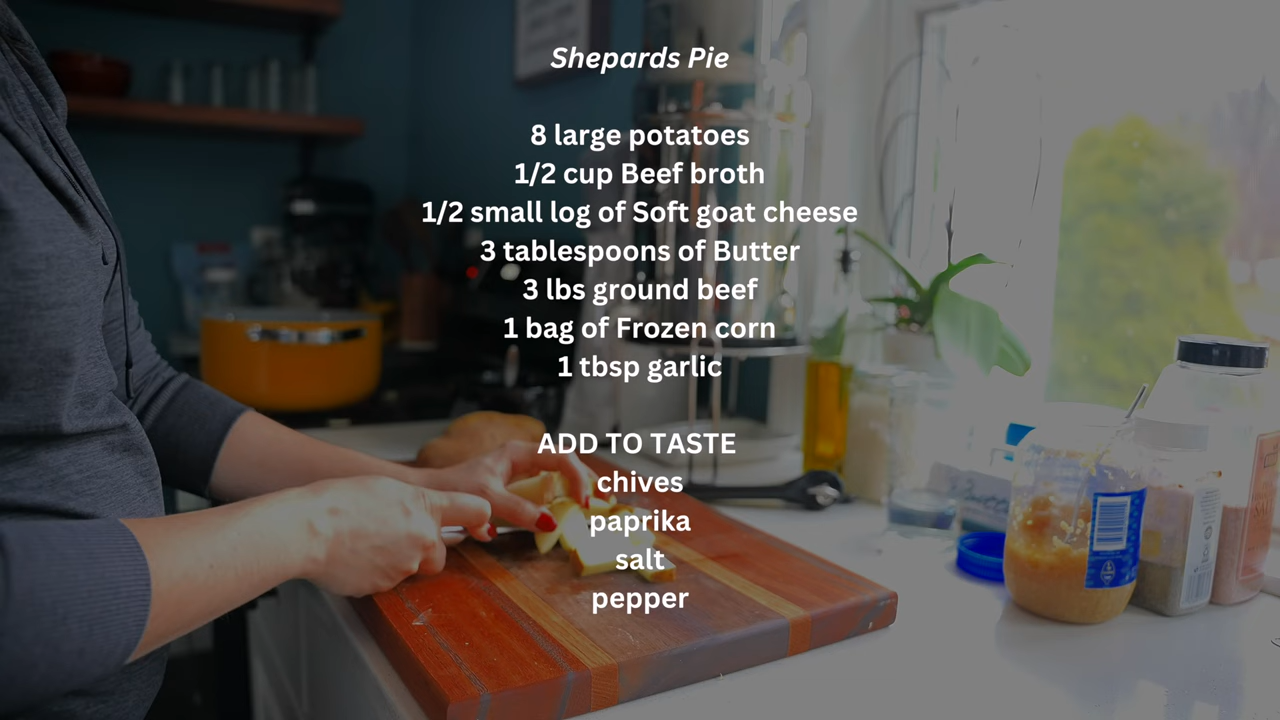 Shepards Pie
8 large potatoes
1/2 cup Beef broth
1/2 small log of Soft goat cheese
3 tablespoons of Butter
3 lbs ground beef
1 bag of Frozen corn
1 tbsp garlic
ADD TO TASTE
chives
paprika
salt
pepper